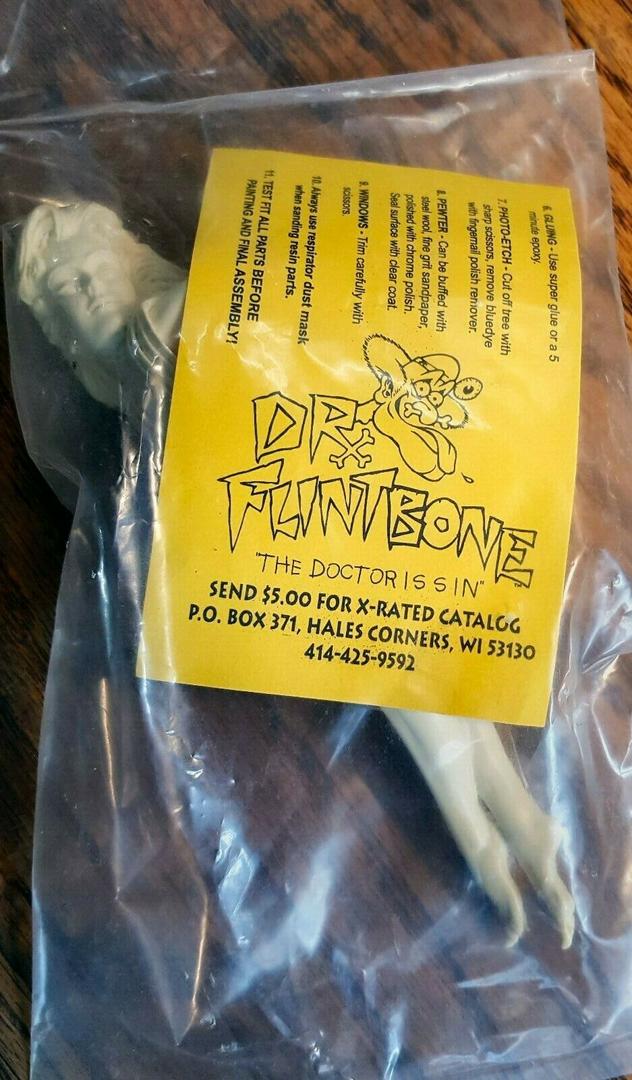 6. GLUING - Use super glue or a 5
minute epoxy.
7. PHOTO-ETCH - Cut off tree with
sharp scissors, remove bluedye
with fingernail polish remover.
8. PEWTER - Can be buffed with
steel wool, fine grit sandpaper,
polished with chrome polish.
Seal surface with clear coat.
9. WINDOWS - Trim carefully with
scissors.
10. Always use respirator dust mask
when sanding resin parts.
11. TEST FIT ALL PARTS BEFORE
PAINTING AND FINAL ASSEMBLY!
DR.
FLINTBONE
"THE DOCTOR IS SIN"
SEND $5.00 FOR X-RATED CATALOG
P.O. BOX 371, HALES CORNERS, WI 53130
414-425-9592